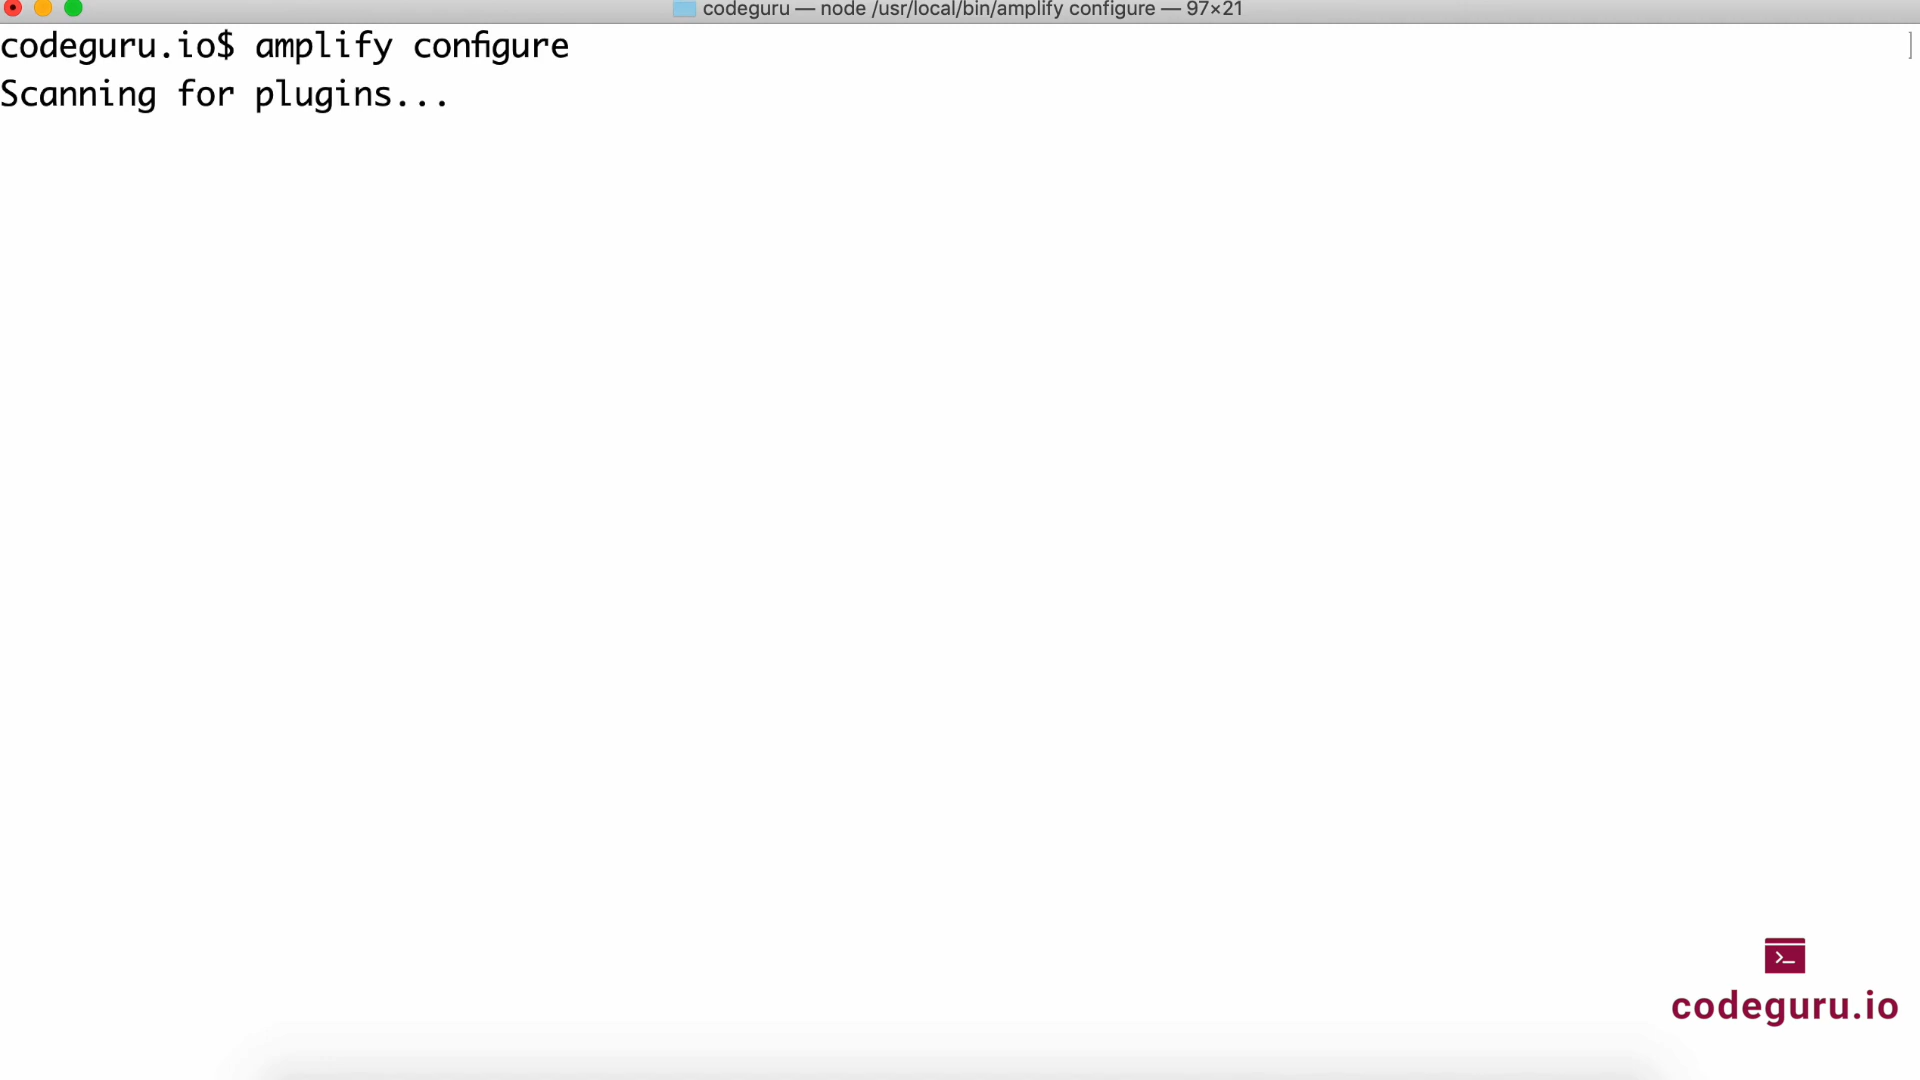 codeguru — node /usr/local/bin/amplify configure — 97×21
codeguru.io$ amplify configure
Scanning for plugins...
>_
codeguru.io